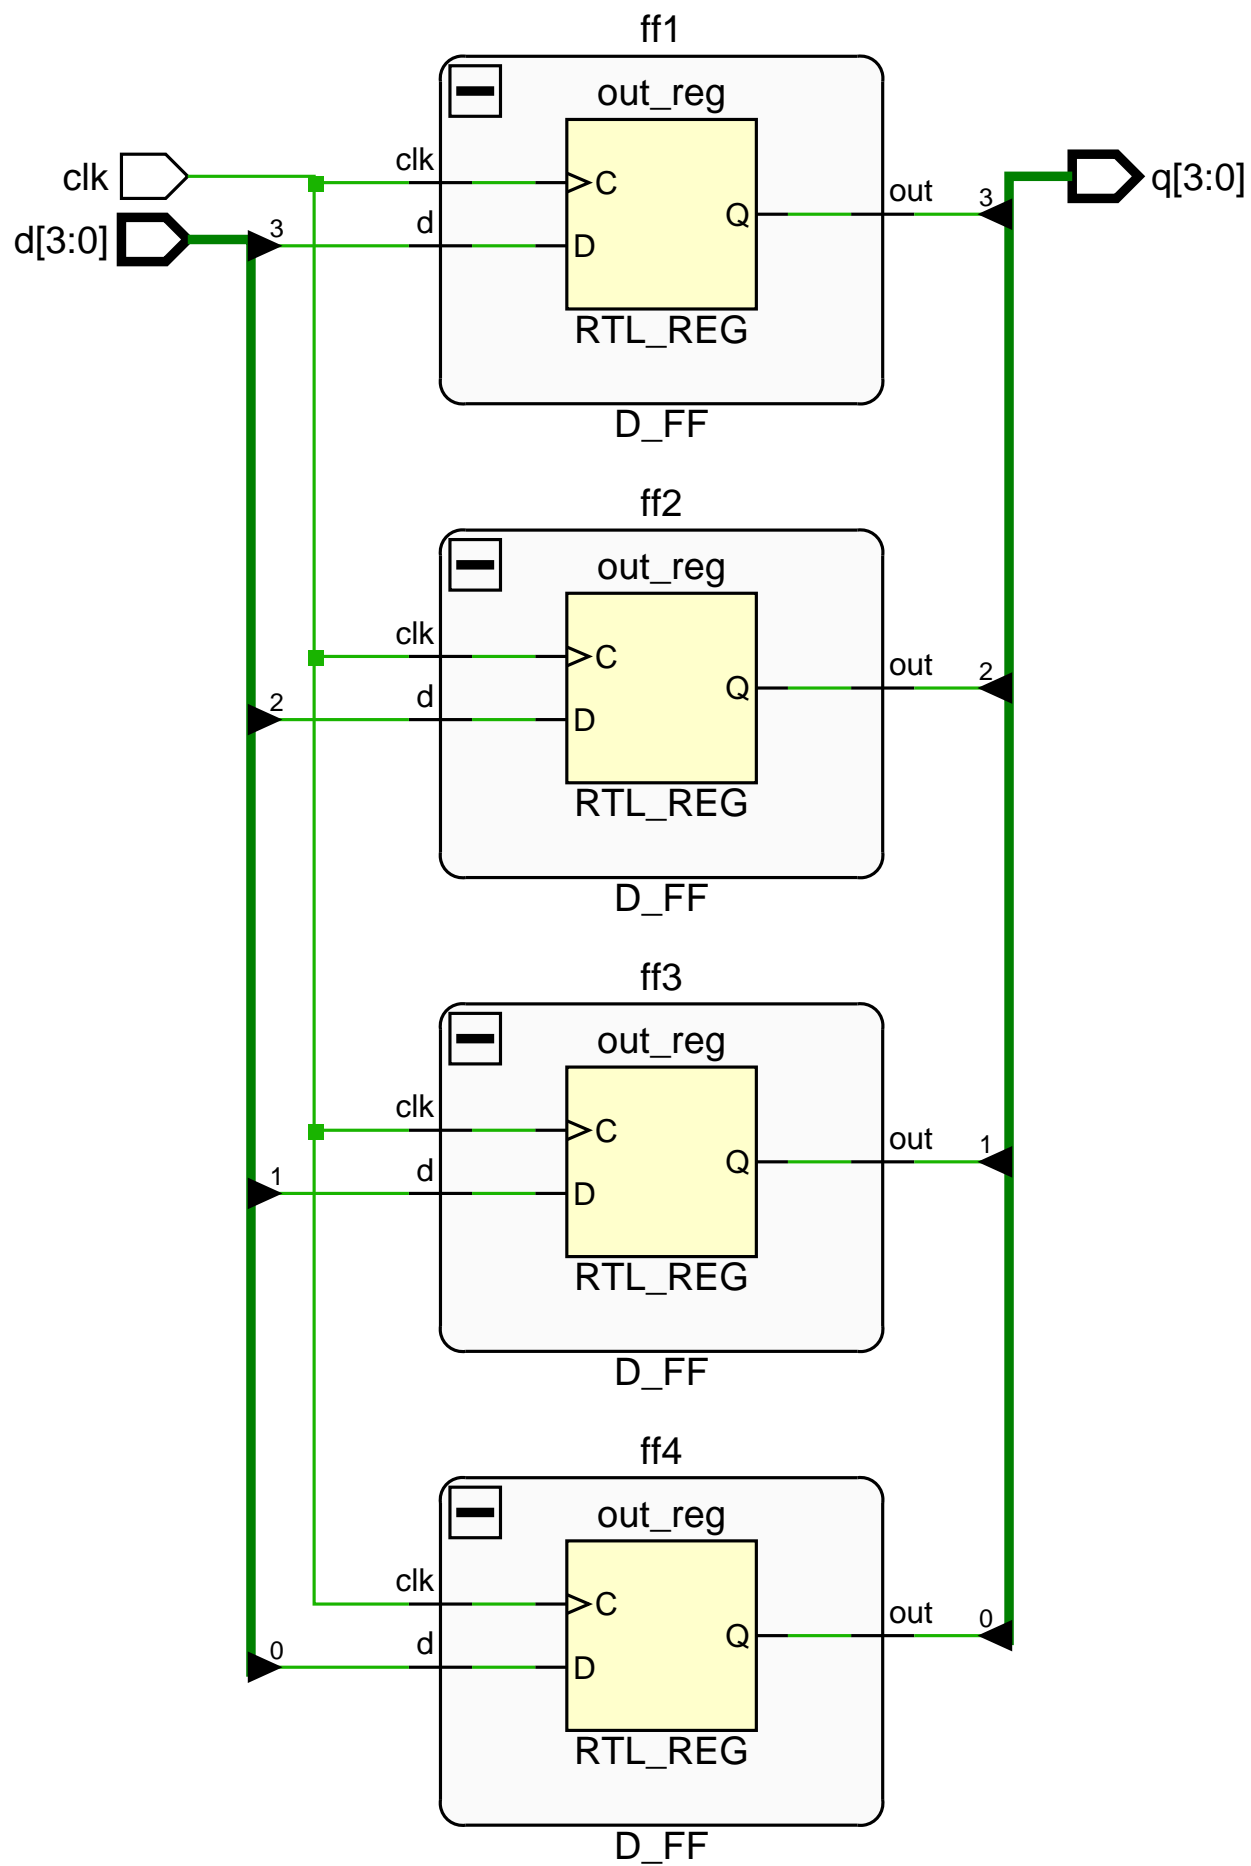 ff1
out_reg
clk
clk
C
out
3
q[3:0]
Q
d[3:0]
3
d
D
RTL_REG
D_FF
ff2
out_reg
clk
C
out
2
Q
2
d
D
RTL_REG
D_FF
ff3
out_reg
clk
C
out
1
Q
1
d
D
RTL_REG
D_FF
ff4
out_reg
clk
C
out
0
Q
0
d
D
RTL_REG
D_FF